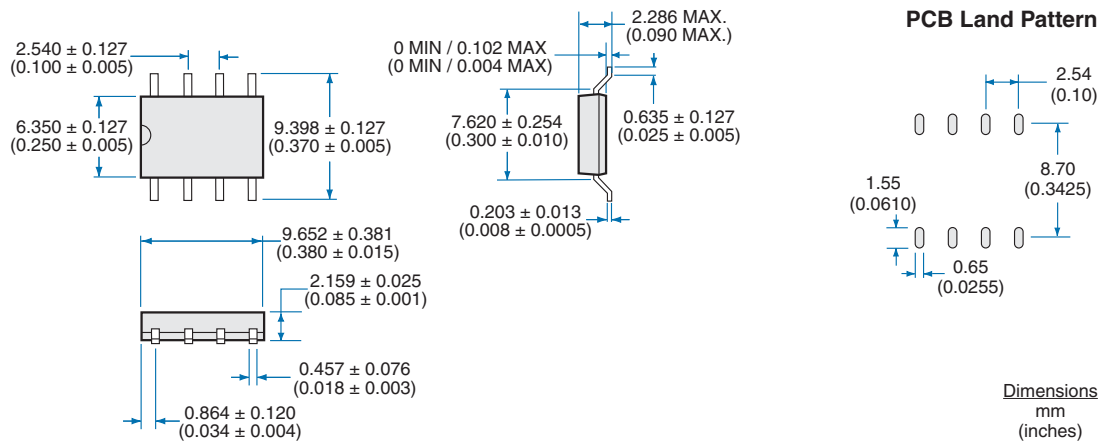 2.540 ± 0.127
(0.100 ± 0.005)
6.350 ± 0.127
(0.250 ± 0.005)
9.398 ± 0.127
(0.370 ± 0.005)
9.652 ± 0.381
(0.380 ± 0.015)
2.159 ± 0.025
(0.085 ± 0.001)
0.457 ± 0.076
(0.018 ± 0.003)
0.864 ± 0.120
(0.034 ± 0.004)
2.286 MAX.
(0.090 MAX.)
0 MIN / 0.102 MAX
(0 MIN / 0.004 MAX)
7.620 ± 0.254
(0.300 ± 0.010)
0.635 ± 0.127
(0.025 ± 0.005)
0.203 ± 0.013
(0.008 ± 0.0005)
PCB Land Pattern
2.54
(0.10)
8.70
(0.3425)
1.55
(0.0610)
0.65
(0.0255)
Dimensions
mm
(inches)